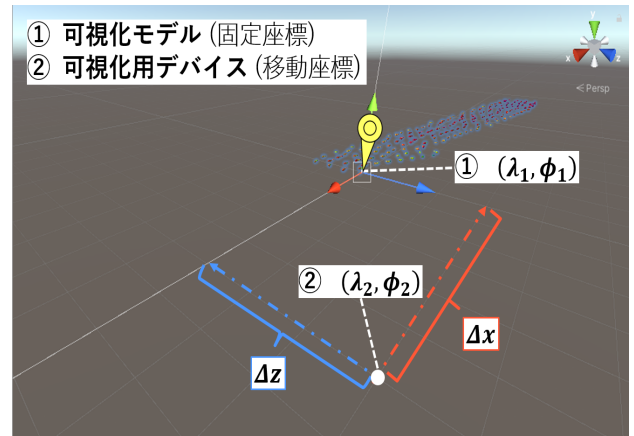 ① 可視化モデル (固定座標)
② 可視化用デバイス (移動座標)
y
x
z
< Persp
① (λ₁, ϕ₁)
② (λ₂, ϕ₂)
Δx
Δz